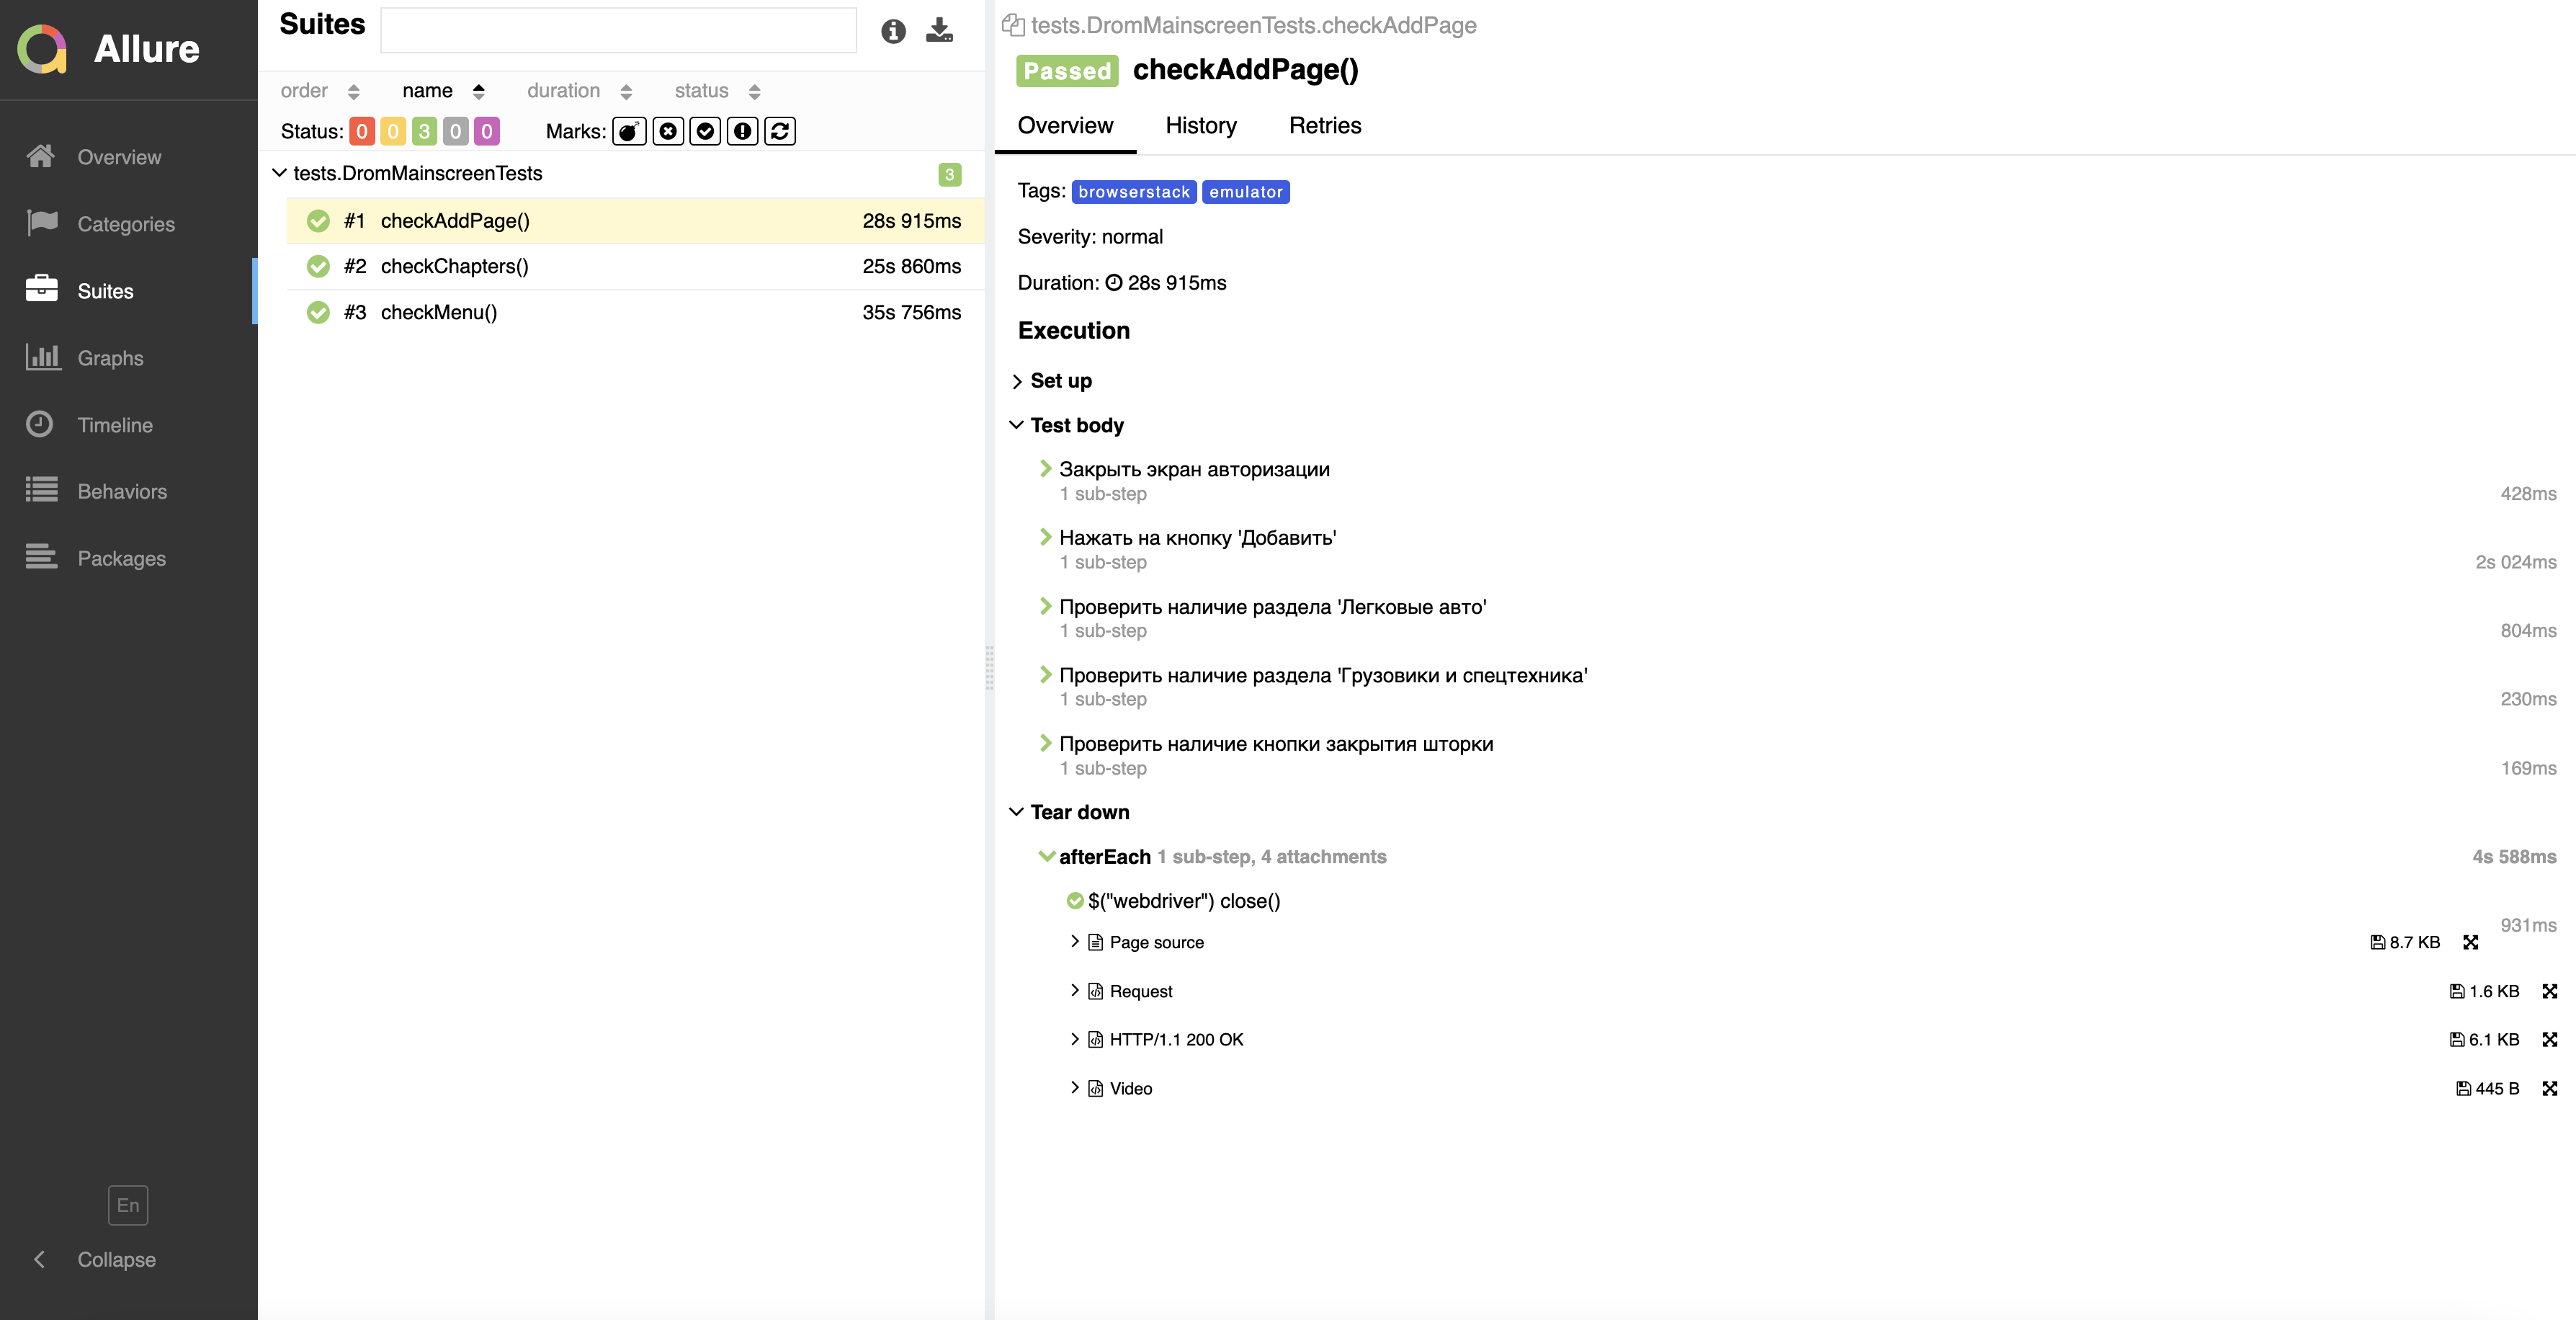 Allure
Overview
Categories
Suites
Graphs
Timeline
Behaviors
Packages
En
Collapse
Suites
order name duration status
Status: 0 0 3 0 0 Marks:
tests.DromMainscreenTests 3
#1 checkAddPage() 28s 915ms
#2 checkChapters() 25s 860ms
#3 checkMenu() 35s 756ms
tests.DromMainscreenTests.checkAddPage
Passed checkAddPage()
Overview History Retries
Tags: browserstack emulator
Severity: normal
Duration: 28s 915ms
Execution
Set up
Test body
Закрыть экран авторизации
1 sub-step 428ms
Нажать на кнопку 'Добавить'
1 sub-step 2s 024ms
Проверить наличие раздела 'Легковые авто'
1 sub-step 804ms
Проверить наличие раздела 'Грузовики и спецтехника'
1 sub-step 230ms
Проверить наличие кнопки закрытия шторки
1 sub-step 169ms
Tear down
afterEach 1 sub-step, 4 attachments 4s 588ms
$("webdriver") close()
931ms
Page source 8.7 KB
Request 1.6 KB
HTTP/1.1 200 OK 6.1 KB
Video 445 B